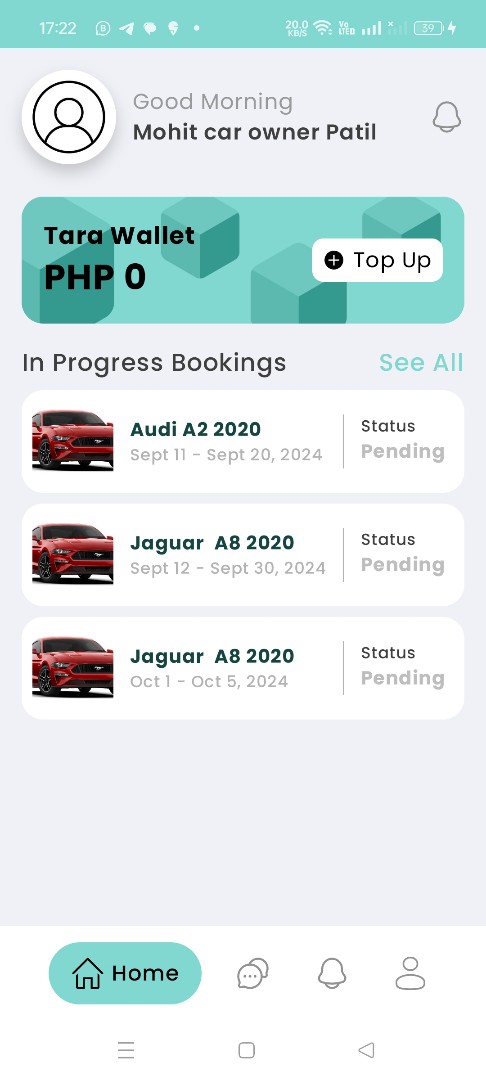 17:22
20.0 KB/S
Vo LTED
39
Good Morning
Mohit car owner Patil
Tara Wallet
PHP 0
Top Up
In Progress Bookings
See All
Audi A2 2020
Sept 11 - Sept 20, 2024
Status
Pending
Jaguar  A8 2020
Sept 12 - Sept 30, 2024
Status
Pending
Jaguar  A8 2020
Oct 1 - Oct 5, 2024
Status
Pending
Home